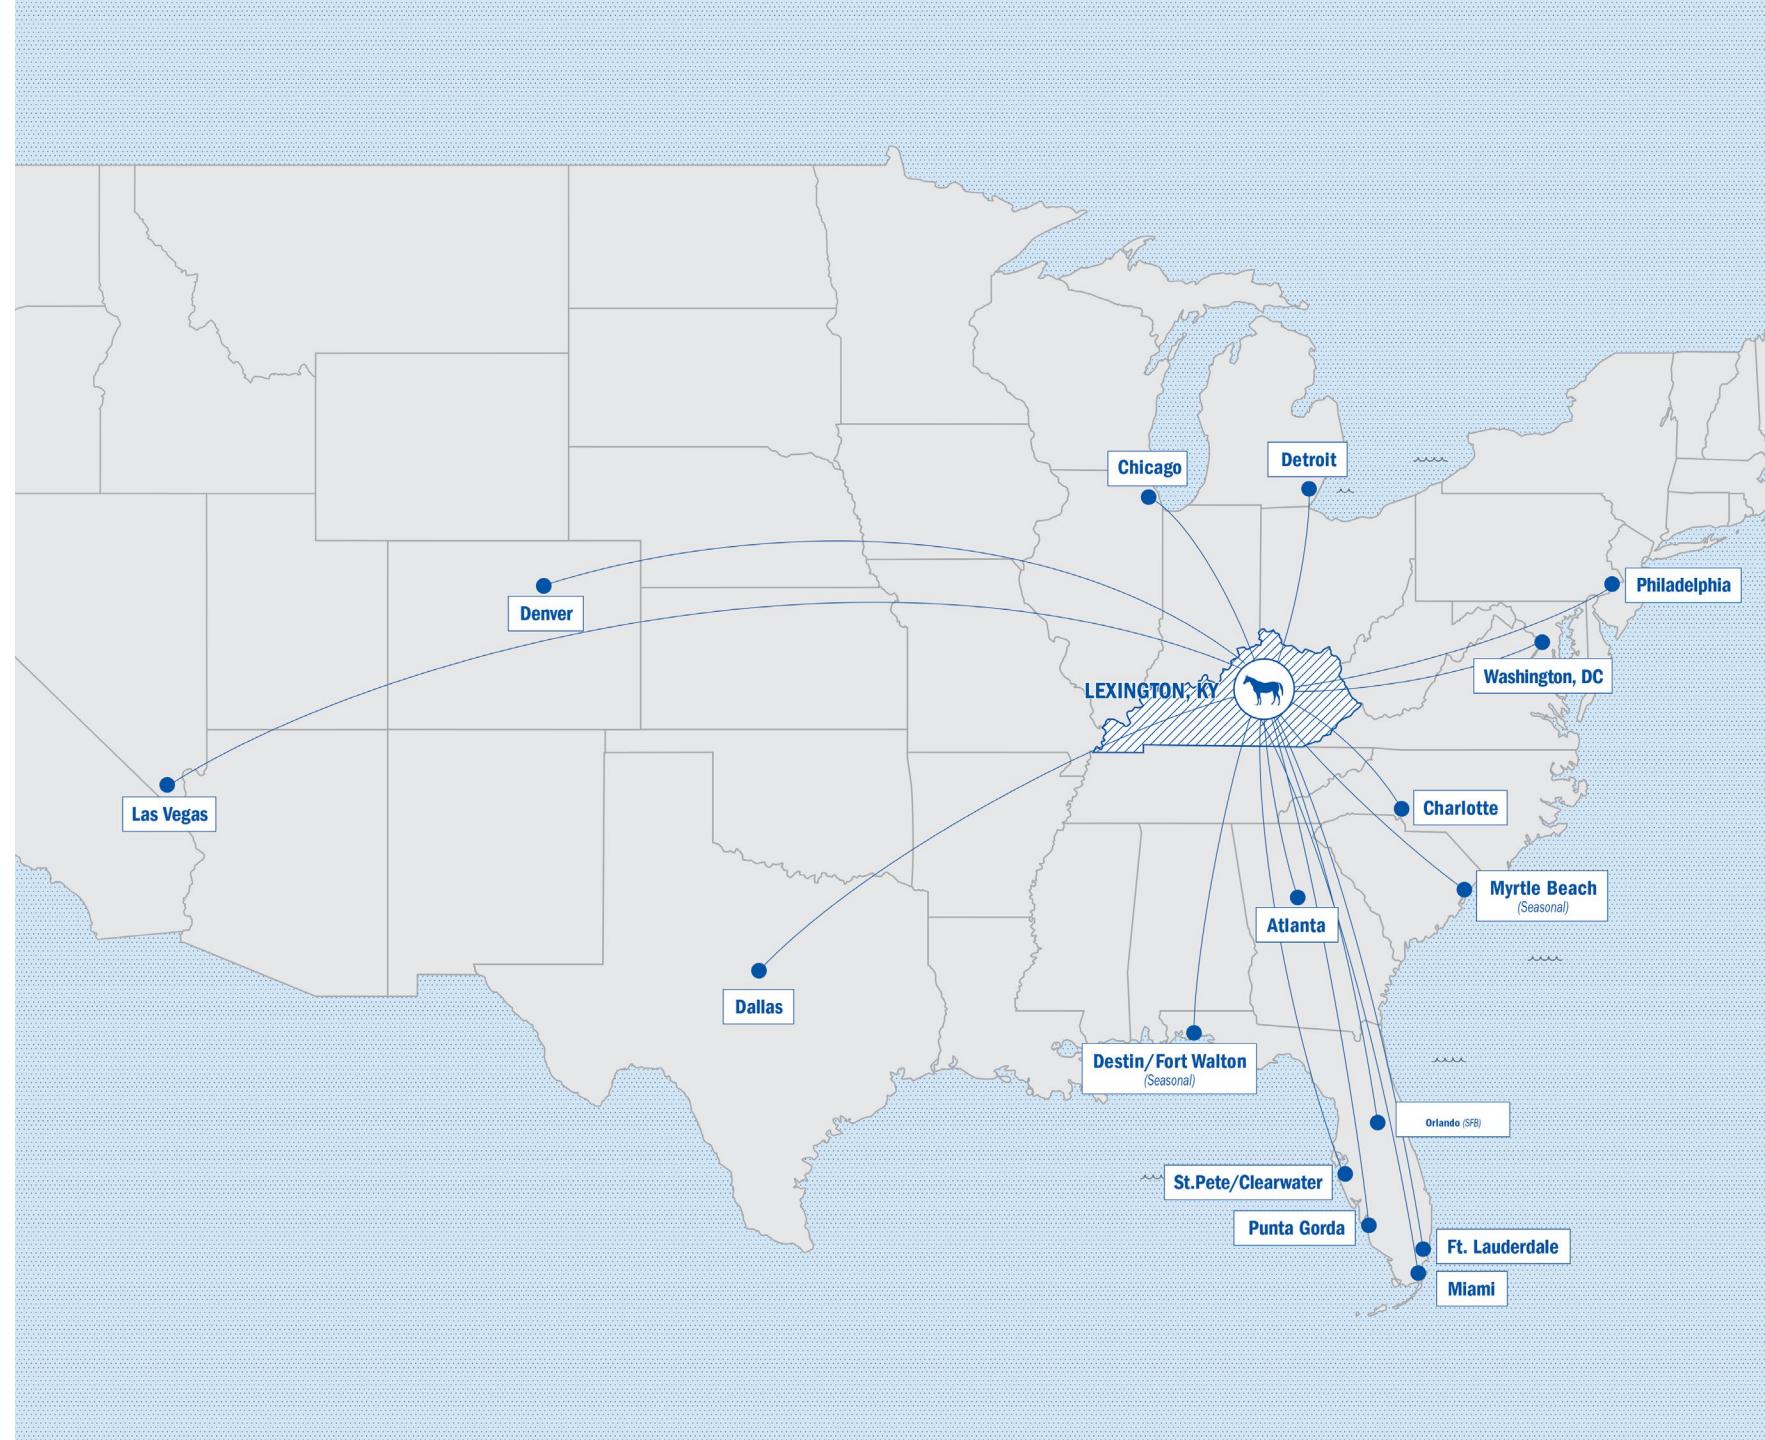 Chicago
Detroit
Philadelphia
Denver
Washington, DC
LEXINGTON, KY
Las Vegas
Charlotte
Myrtle Beach
(Seasonal)
Atlanta
Dallas
Destin/Fort Walton
(Seasonal)
Orlando (SFB)
St.Pete/Clearwater
Punta Gorda
Ft. Lauderdale
Miami